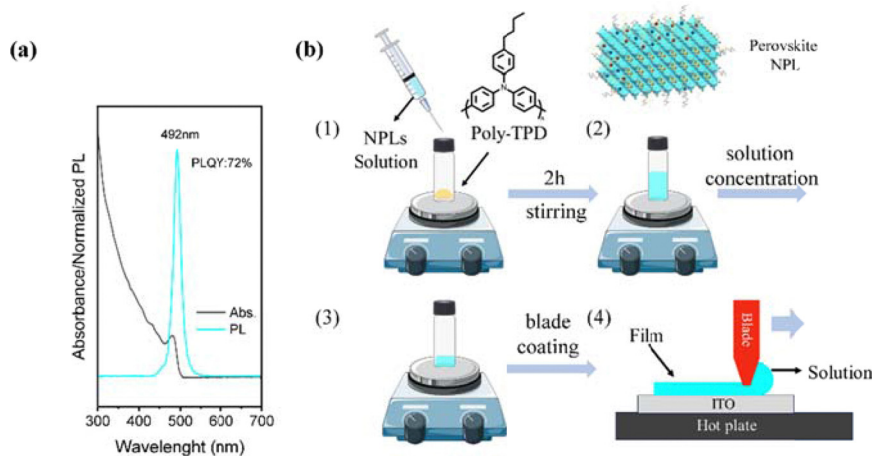 (a)
Absorbance/Normalized PL
492nm
PLQY:72%
Abs.
PL
300 400 500 600 700
Wavelenght (nm)
(b)
(1)
NPLs
Solution
N
n
Poly-TPD
2h
stirring
Perovskite
NPL
(2)
solution
concentration
(3)
blade
coating
(4)
Film
Blade
Solution
ITO
Hot plate